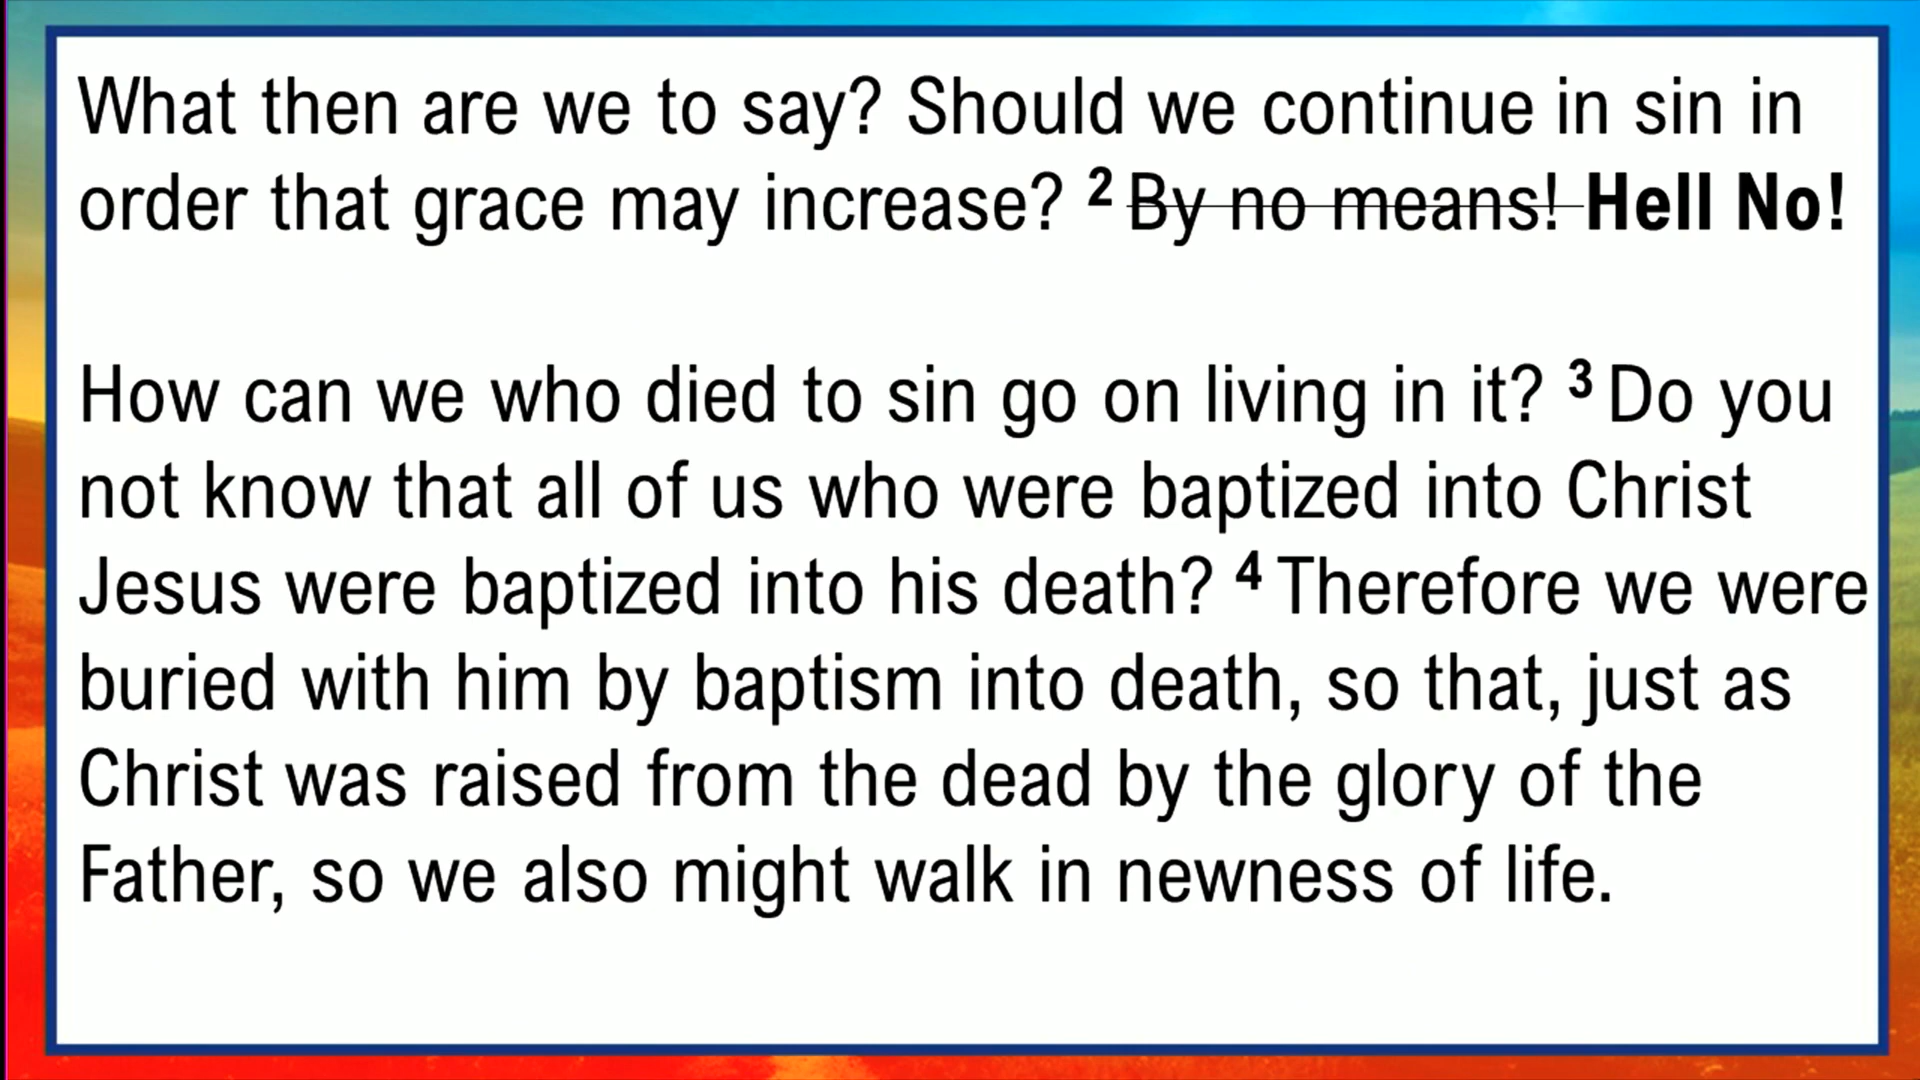 What then are we to say? Should we continue in sin in
order that grace may increase? ² By no means! Hell No!
How can we who died to sin go on living in it? ³ Do you
not know that all of us who were baptized into Christ
Jesus were baptized into his death? ⁴ Therefore we were
buried with him by baptism into death, so that, just as
Christ was raised from the dead by the glory of the
Father, so we also might walk in newness of life.